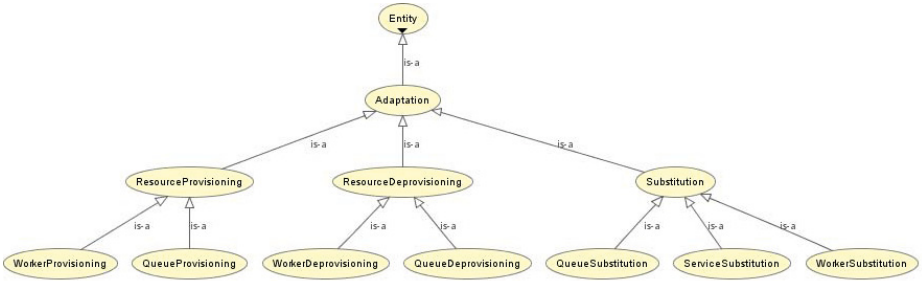 Entity
is-a
Adaptation
is-a
is-a
is-a
ResourceProvisioning
ResourceDeprovisioning
Substitution
is-a
is-a
is-a
is-a
is-a
is-a
is-a
WorkerProvisioning
QueueProvisioning
WorkerDeprovisioning
QueueDeprovisioning
QueueSubstitution
ServiceSubstitution
WorkerSubstitution